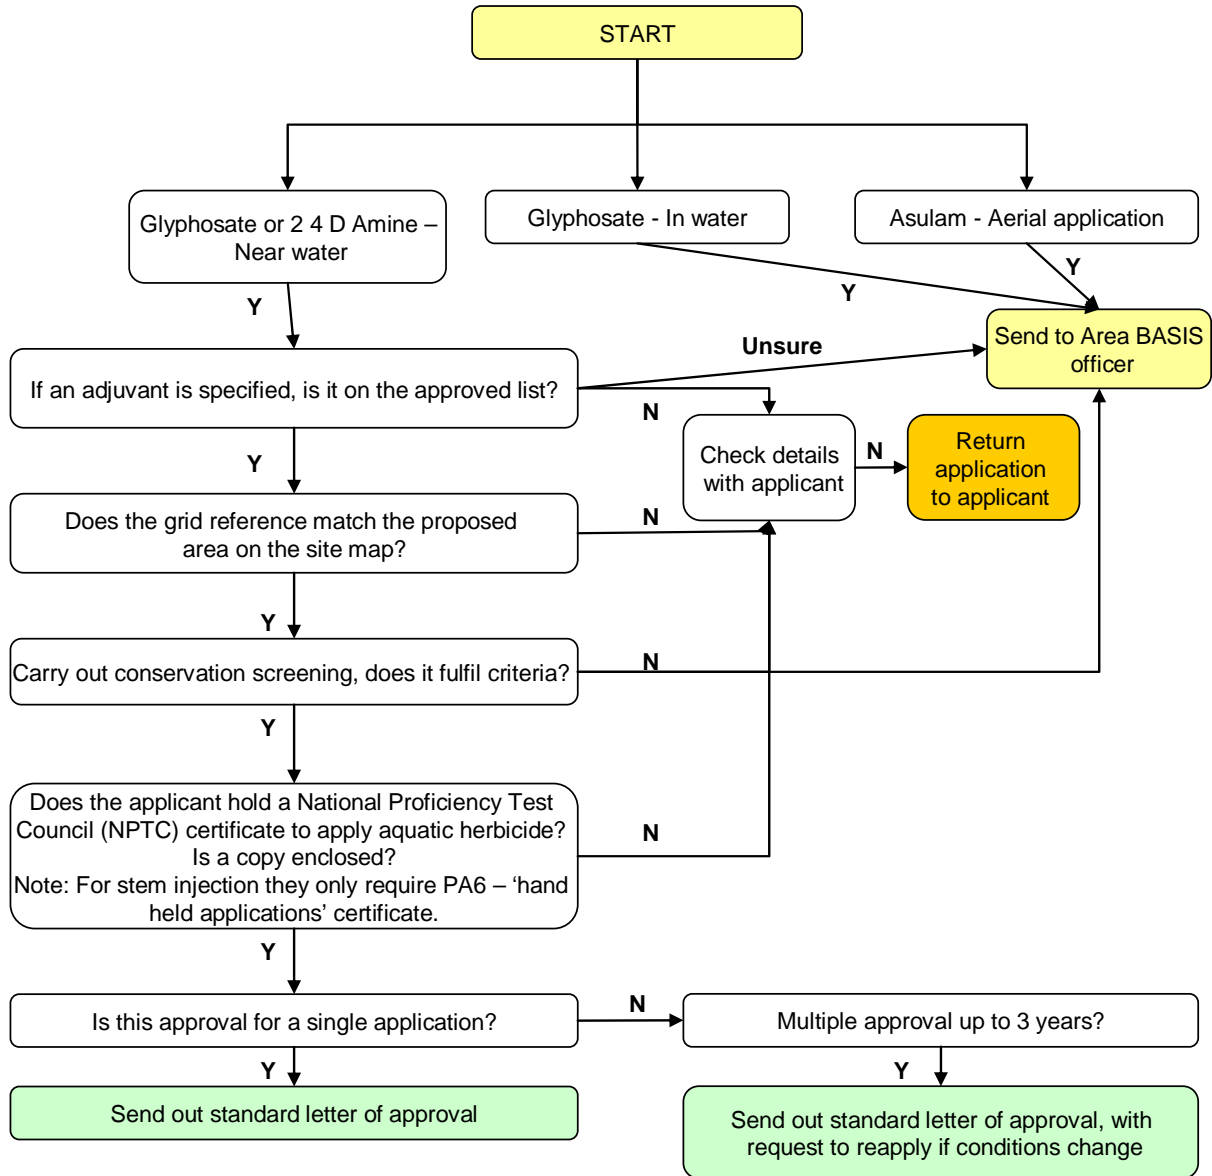 START
Glyphosate or 2 4 D Amine –
Near water
Glyphosate - In water
Asulam - Aerial application
Y
Y
Y
Send to Area BASIS
officer
Unsure
If an adjuvant is specified, is it on the approved list?
N
Check details
with applicant
N
Return
application
to applicant
Y
Does the grid reference match the proposed
area on the site map?
N
Y
Carry out conservation screening, does it fulfil criteria?
N
Y
Does the applicant hold a National Proficiency Test
Council (NPTC) certificate to apply aquatic herbicide?
Is a copy enclosed?
Note: For stem injection they only require PA6 – ‘hand
held applications’ certificate.
N
Y
Is this approval for a single application?
N
Multiple approval up to 3 years?
Y
Y
Send out standard letter of approval
Send out standard letter of approval, with
request to reapply if conditions change